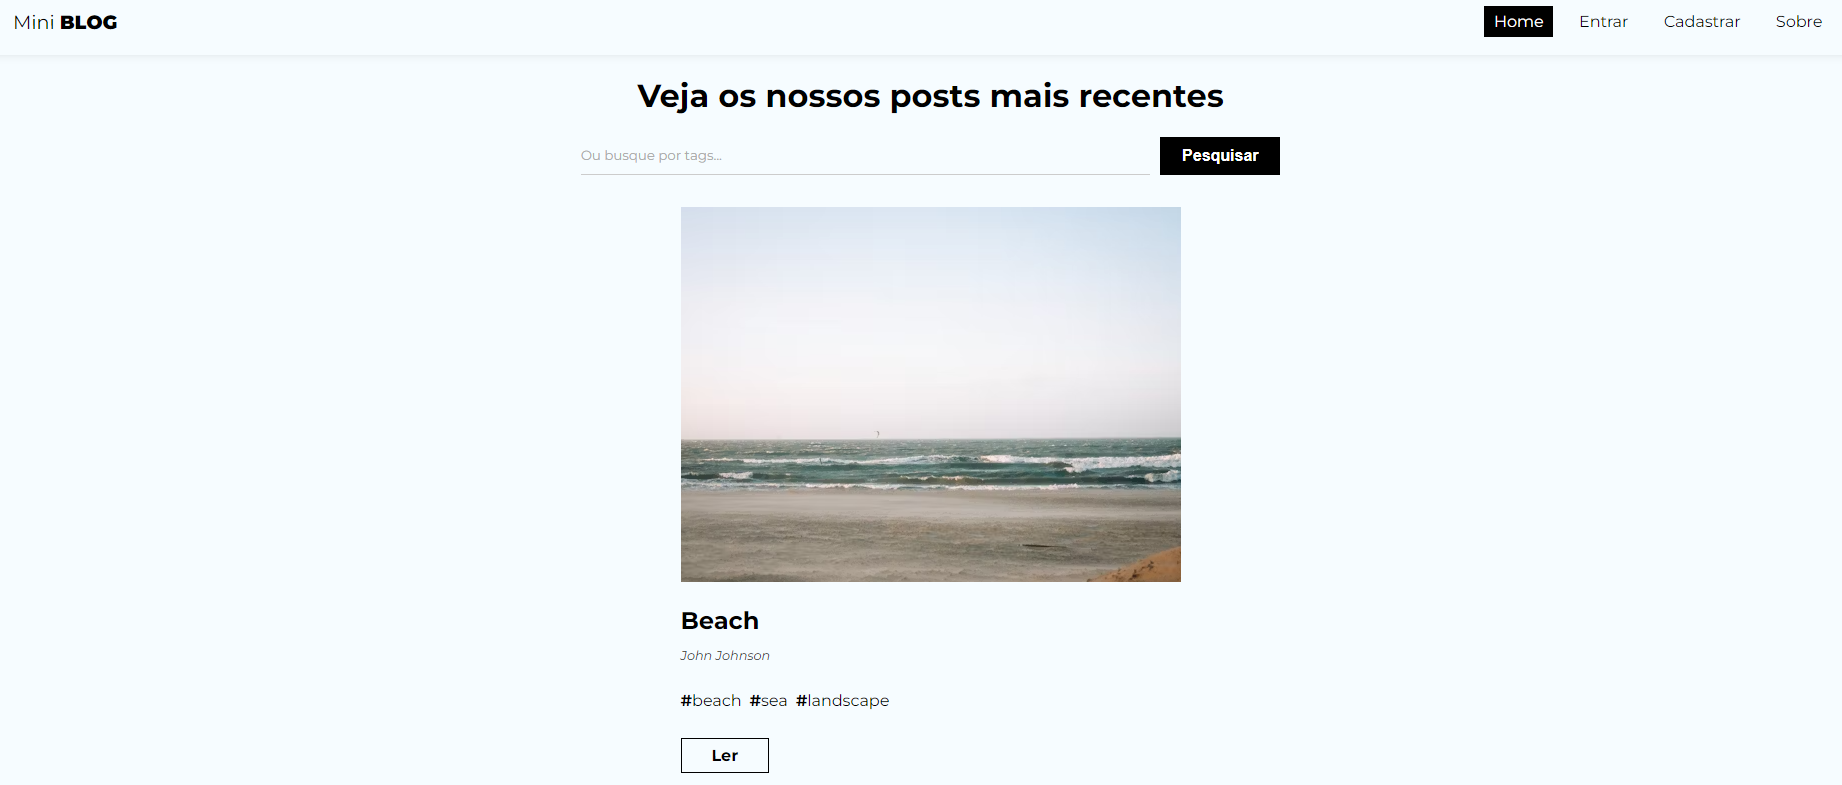 Mini BLOG
Home Entrar Cadastrar Sobre
Veja os nossos posts mais recentes
Ou busque por tags...
Pesquisar
Beach
John Johnson
#beach #sea #landscape
Ler